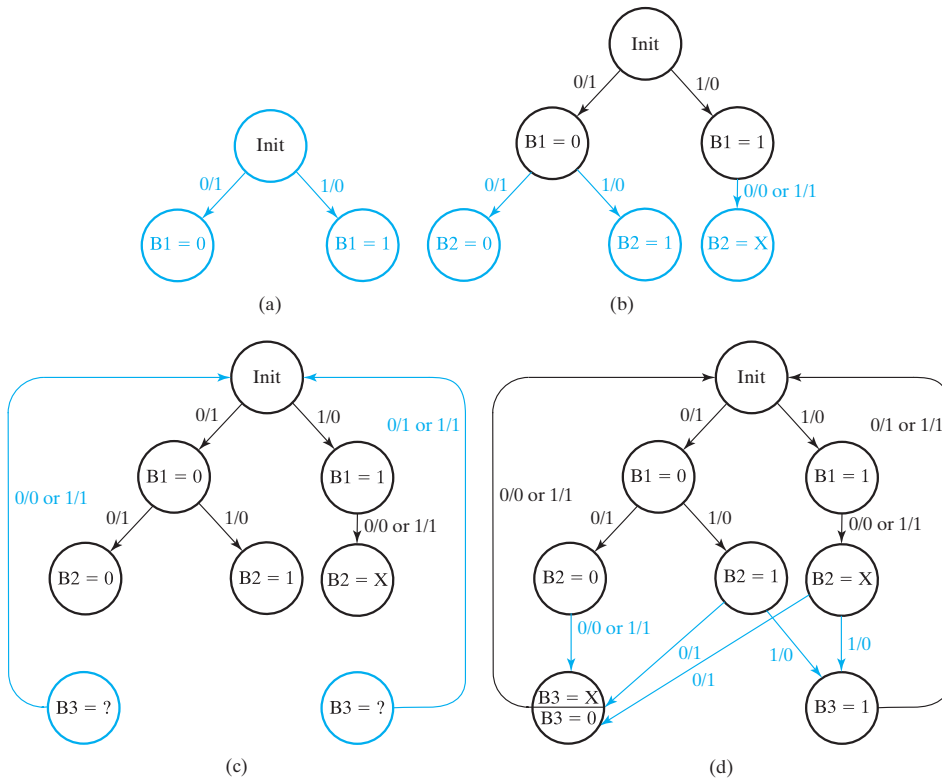 Init
0/1 1/0
B1 = 0 B1 = 1
(a)
Init
0/1 1/0
B1 = 0 B1 = 1
0/1 1/0 0/0 or 1/1
B2 = 0 B2 = 1 B2 = X
(b)
Init
0/1 1/0
0/1 or 1/1
B1 = 0 B1 = 1
0/0 or 1/1
0/1 1/0 0/0 or 1/1
B2 = 0 B2 = 1 B2 = X
B3 = ? B3 = ?
(c)
Init
0/1 1/0
0/1 or 1/1
B1 = 0 B1 = 1
0/0 or 1/1
0/1 1/0 0/0 or 1/1
B2 = 0 B2 = 1 B2 = X
0/0 or 1/1
0/1 1/0 1/0
0/1
B3 = X
B3 = 0
B3 = 1
(d)